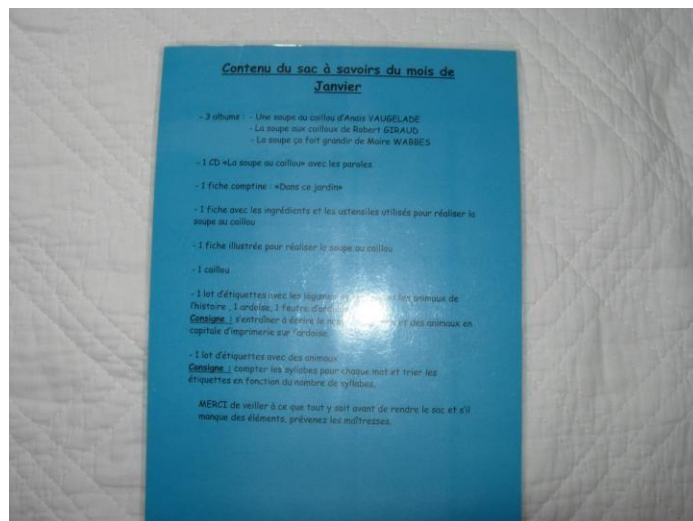 Contenu du sac à savoirs du mois de
Janvier
- 3 albums : - Une soupe au caillou d'Anaïs VAUGELADE
- La soupe aux cailloux de Robert GIRAUD
- La soupe ça fait grandir de Moire WABBES
- 1 CD «La soupe au caillou» avec les paroles
- 1 fiche comptine : «Dans ce jardin»
- 1 fiche avec les ingrédients et les ustensiles utilisés pour réaliser la
soupe au caillou
- 1 fiche illustrée pour réaliser la soupe au caillou
- 1 caillou
- 1 lot d'étiquettes avec les légumes les animaux de
l'histoire , 1 ardoise, 1 feutre
Consigne : s'entraîner à écrire le et des animaux en
capitale d'imprimerie sur l'ardoise.
- 1 lot d'étiquettes avec des animaux
Consigne : compter les syllabes pour chaque mot et trier les
étiquettes en fonction du nombre de syllabes.
MERCI de veiller à ce que tout y soit avant de rendre le sac et s'il
manque des éléments, prévenez les maîtresses.